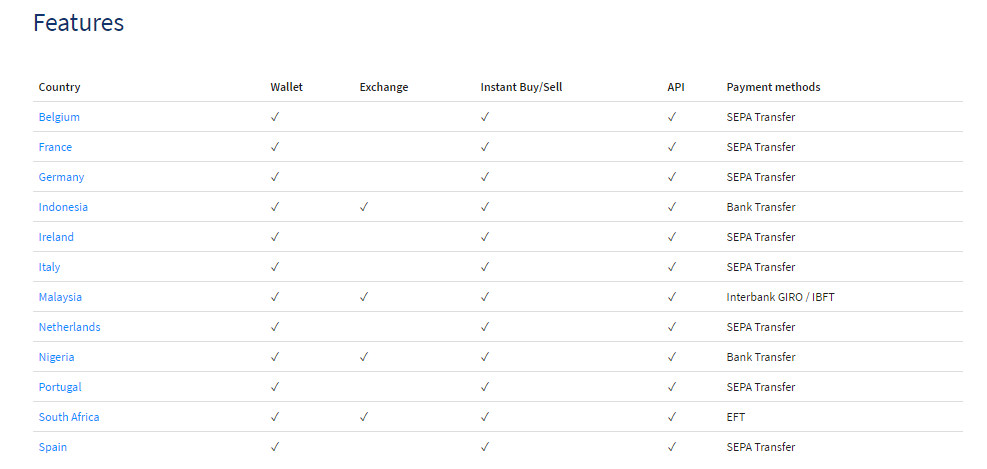 Features
Country Wallet Exchange Instant Buy/Sell API Payment methods
Belgium ✓ ✓ ✓ SEPA Transfer
France ✓ ✓ ✓ SEPA Transfer
Germany ✓ ✓ ✓ SEPA Transfer
Indonesia ✓ ✓ ✓ ✓ Bank Transfer
Ireland ✓ ✓ ✓ SEPA Transfer
Italy ✓ ✓ ✓ SEPA Transfer
Malaysia ✓ ✓ ✓ ✓ Interbank GIRO / IBFT
Netherlands ✓ ✓ ✓ SEPA Transfer
Nigeria ✓ ✓ ✓ ✓ Bank Transfer
Portugal ✓ ✓ ✓ SEPA Transfer
South Africa ✓ ✓ ✓ ✓ EFT
Spain ✓ ✓ ✓ SEPA Transfer